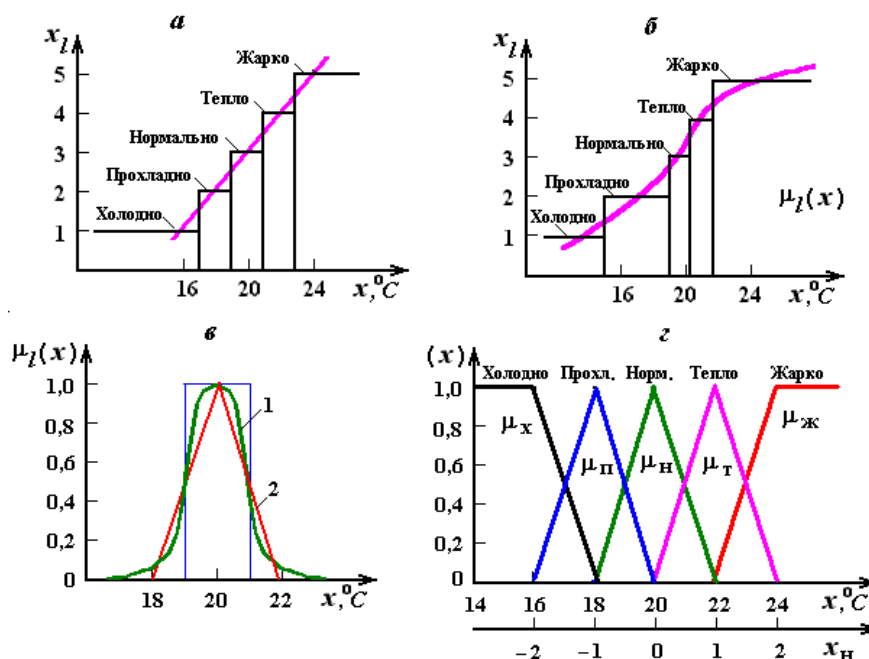 а
x_l
5
4
3
2
1
Жарко
Тепло
Нормально
Прохладно
Холодно
16 20 24
x, °C
б
x_l
5
4
3
2
1
Жарко
Тепло
Нормально
Прохладно
Холодно
μ_l(x)
16 20 24
x, °C
в
μ_l(x)
1,0
0,8
0,6
0,4
0,2
0
1
2
18 20 22
x, °C
г
(x)
Холодно Прохл. Норм. Тепло Жарко
1,0
0,8
0,6
0,4
0,2
0
μ_Х μ_П μ_Н μ_Т μ_Ж
14 16 18 20 22 24 x, °C
-2 -1 0 1 2 x_Н